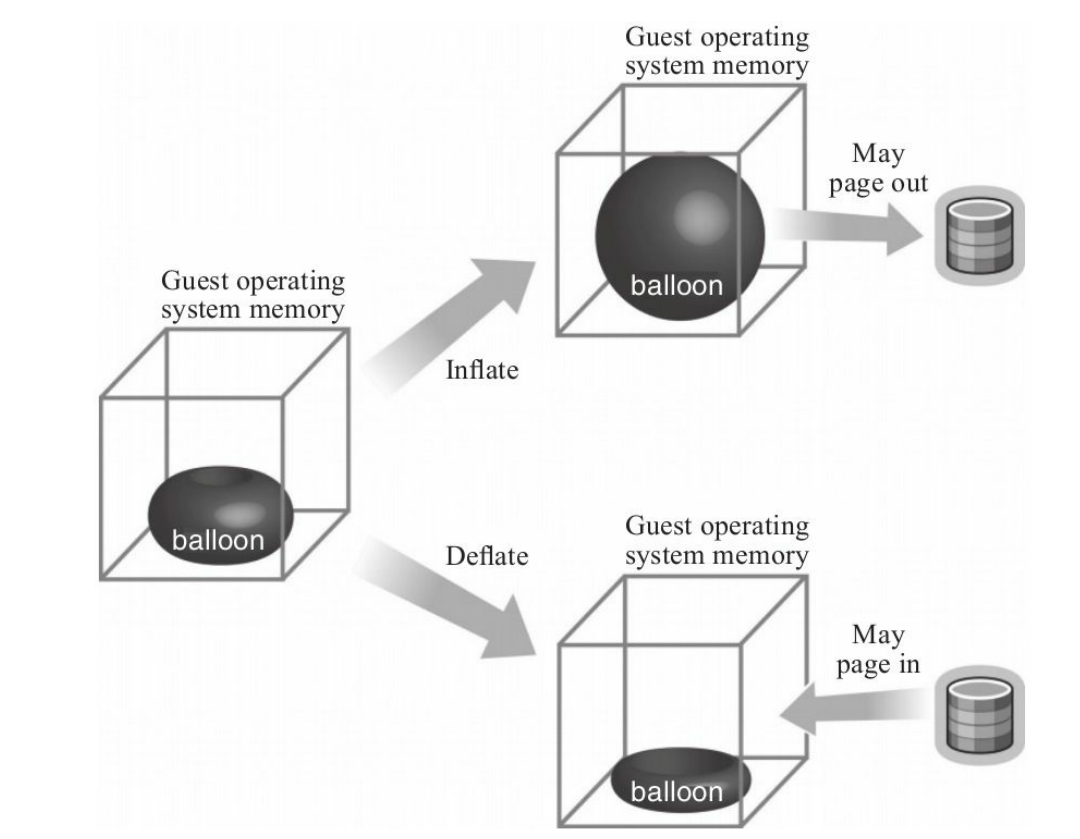 Guest operating
system memory
balloon
Inflate
Deflate
Guest operating
system memory
balloon
May
page out
Guest operating
system memory
balloon
May
page in